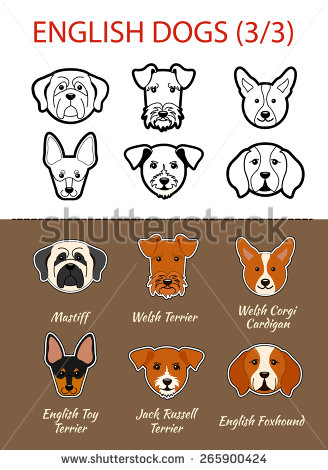 ENGLISH DOGS (3/3)
shutterstock
Mastiff
Welsh Terrier
Welsh Corgi
Cardigan
English Toy
Terrier
Jack Russell
Terrier
English Foxhound
www.shutterstock.com · 265900424